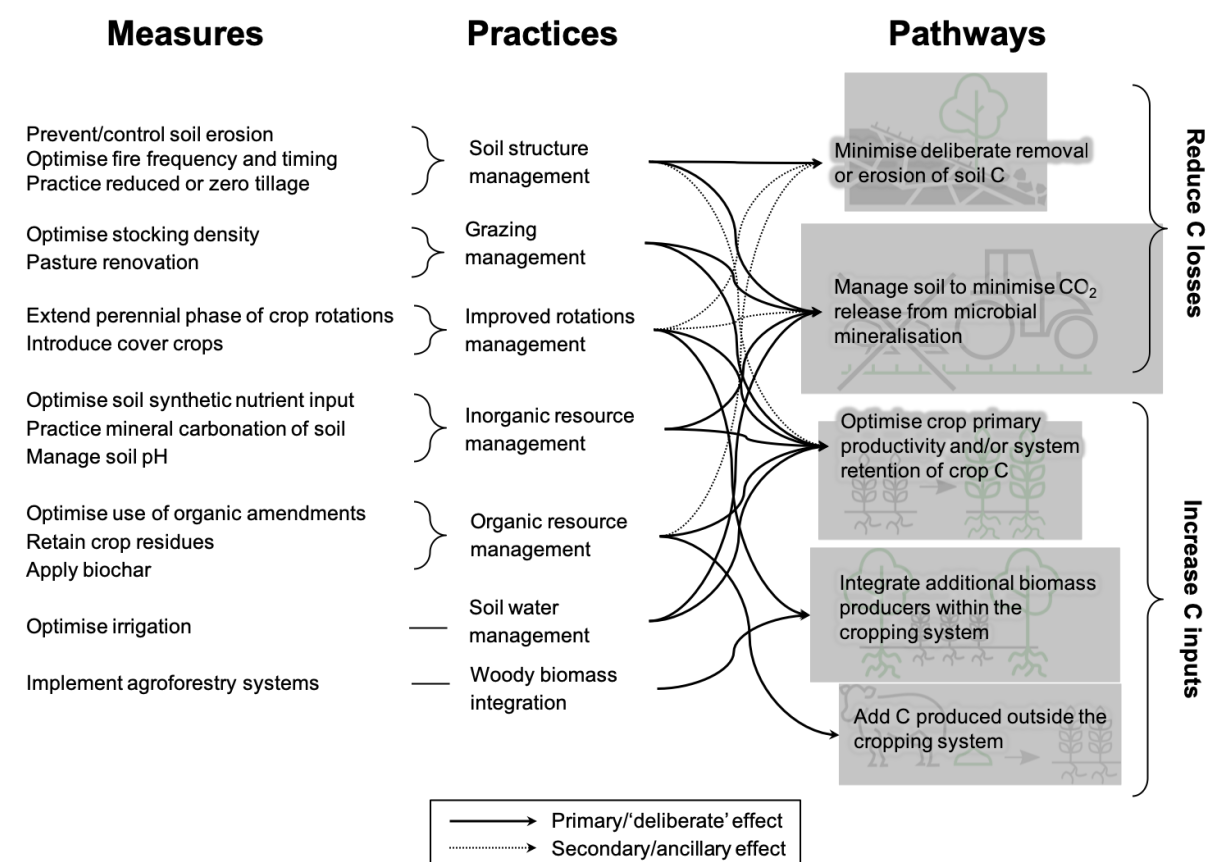 Measures
Practices
Pathways
Prevent/control soil erosion
Optimise fire frequency and timing
Practice reduced or zero tillage
Soil structure
management
Minimise deliberate removal
or erosion of soil C
Optimise stocking density
Pasture renovation
Grazing
management
Manage soil to minimise CO₂
release from microbial
mineralisation
Reduce C losses
Extend perennial phase of crop rotations
Introduce cover crops
Improved rotations
management
Optimise soil synthetic nutrient input
Practice mineral carbonation of soil
Manage soil pH
Inorganic resource
management
Optimise crop primary
productivity and/or system
retention of crop C
Optimise use of organic amendments
Retain crop residues
Apply biochar
Organic resource
management
Integrate additional biomass
producers within the
cropping system
Optimise irrigation
Soil water
management
Implement agroforestry systems
Woody biomass
integration
Add C produced outside the
cropping system
Increase C inputs
Primary/‘deliberate’ effect
Secondary/ancillary effect